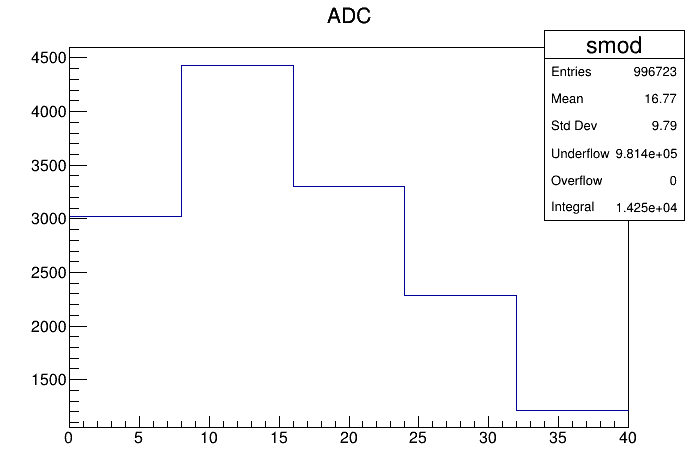 ADC
smod
Entries 996723
Mean 16.77
Std Dev 9.79
Underflow 9.814e+05
Overflow 0
Integral 1.425e+04
4500
4000
3500
3000
2500
2000
1500
0 5 10 15 20 25 30 35 40